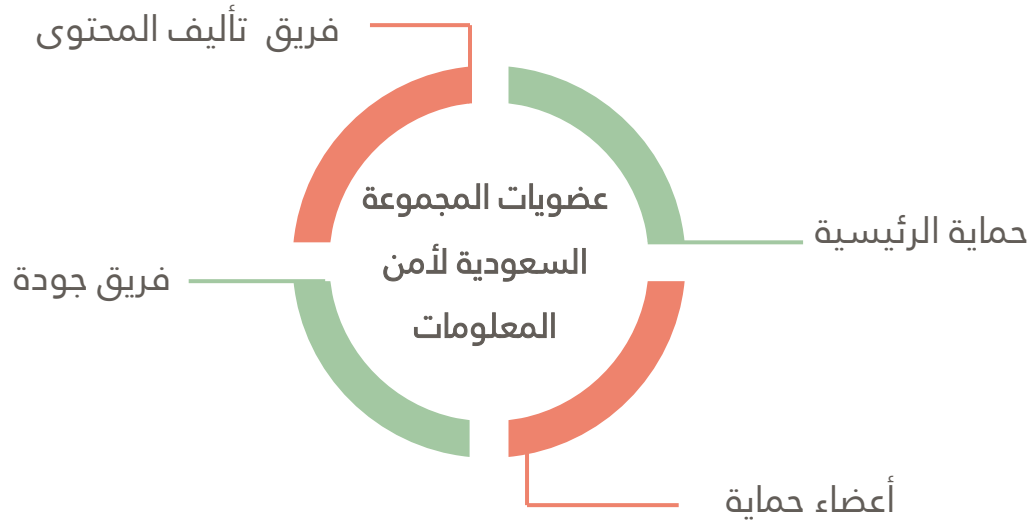 فريق تأليف المحتوى
عضويات المجموعة
السعودية لأمن
المعلومات
حماية الرئيسية
فريق جودة
أعضاء حماية